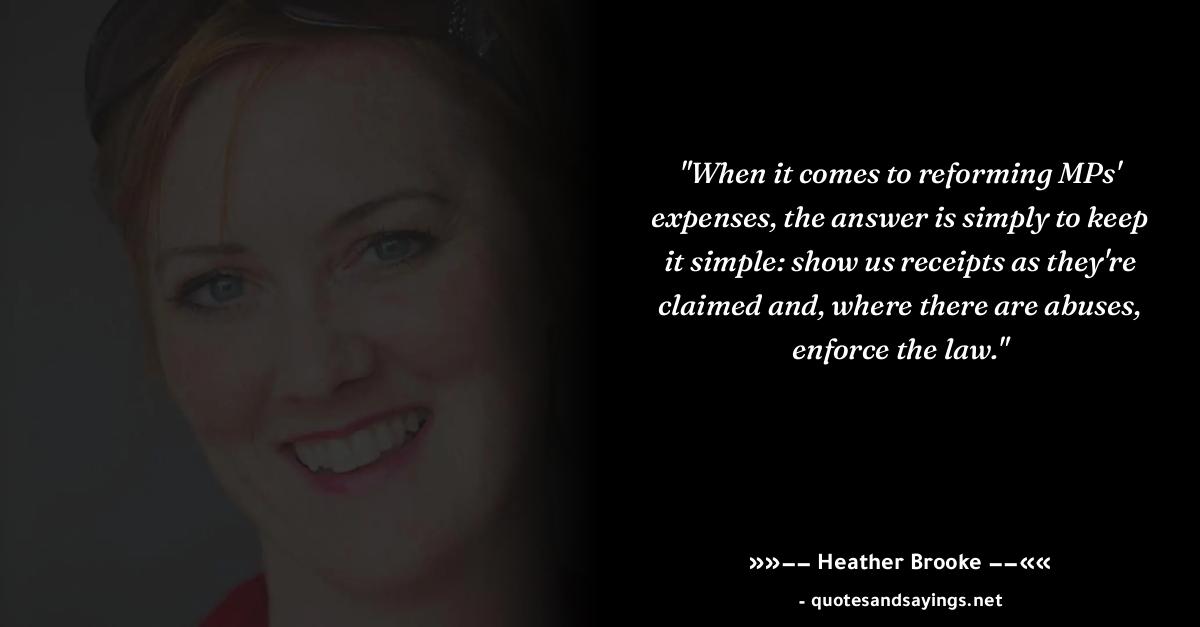 "When it comes to reforming MPs'
expenses, the answer is simply to keep
it simple: show us receipts as they're
claimed and, where there are abuses,
enforce the law."
»»−− Heather Brooke −−««
- quotesandsayings.net